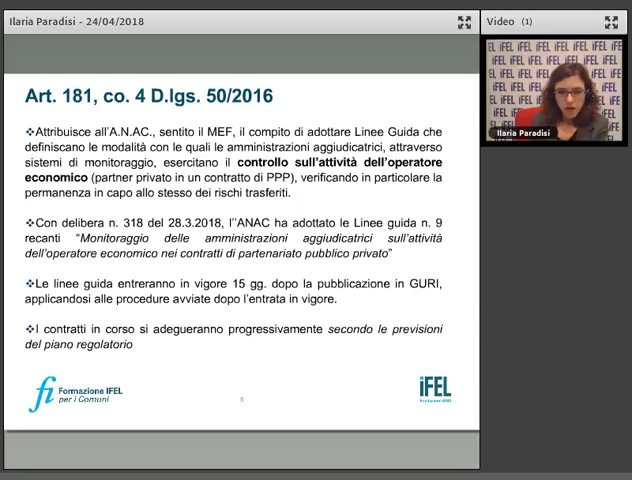 Ilaria Paradisi - 24/04/2018
Video (1)
Art. 181, co. 4 D.lgs. 50/2016
❖Attribuisce all'A.N.AC., sentito il MEF, il compito di adottare Linee Guida che
definiscano le modalità con le quali le amministrazioni aggiudicatrici, attraverso
sistemi di monitoraggio, esercitano il controllo sull'attività dell'operatore
economico (partner privato in un contratto di PPP), verificando in particolare la
permanenza in capo allo stesso dei rischi trasferiti.
❖Con delibera n. 318 del 28.3.2018, l''ANAC ha adottato le Linee guida n. 9
recanti “Monitoraggio delle amministrazioni aggiudicatrici sull'attività
dell'operatore economico nei contratti di partenariato pubblico privato”
❖Le linee guida entreranno in vigore 15 gg. dopo la pubblicazione in GURI,
applicandosi alle procedure avviate dopo l'entrata in vigore.
❖I contratti in corso si adegueranno progressivamente secondo le previsioni
del piano regolatorio
fi Formazione IFEL
per i Comuni
iFEL
Ilaria Paradisi